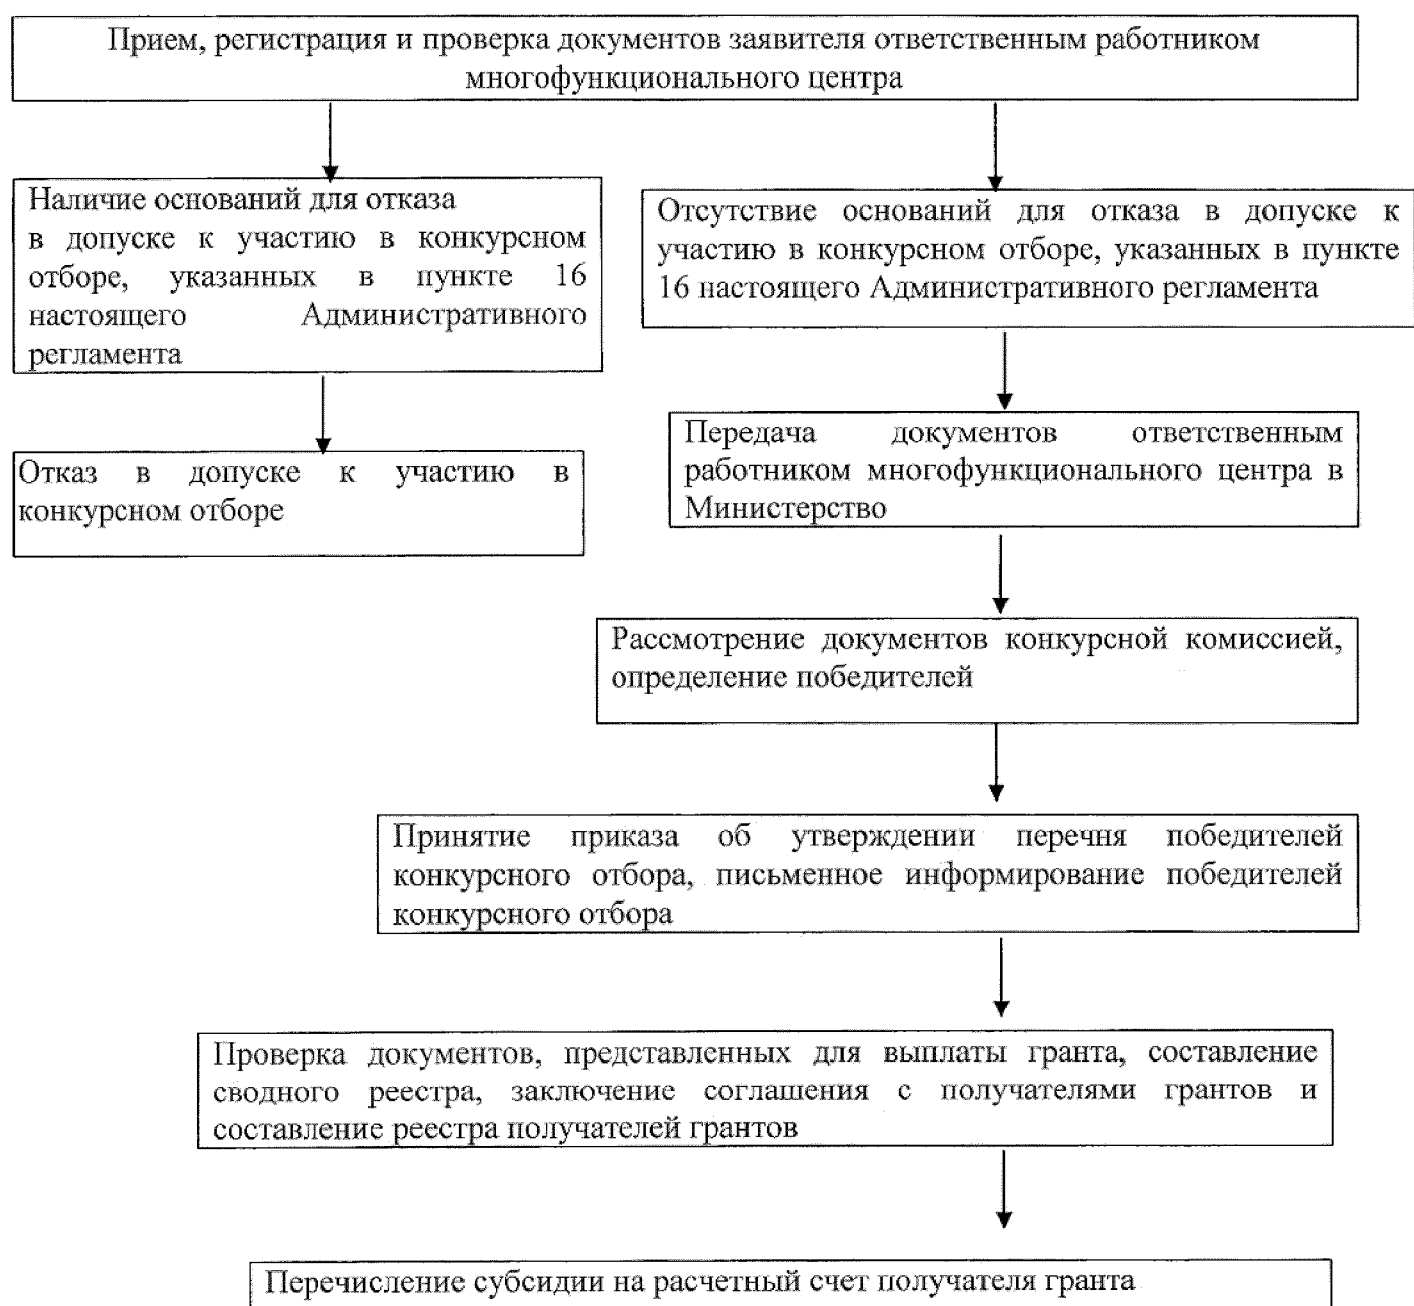 Прием, регистрация и проверка документов заявителя ответственным работником
многофункционального центра
Наличие оснований для отказа
в допуске к участию в конкурсном
отборе, указанных в пункте 16
настоящего Административного
регламента
Отсутствие оснований для отказа в допуске к
участию в конкурсном отборе, указанных в пункте
16 настоящего Административного регламента
Отказ в допуске к участию в
конкурсном отборе
Передача документов ответственным
работником многофункционального центра в
Министерство
Рассмотрение документов конкурсной комиссией,
определение победителей
Принятие приказа об утверждении перечня победителей
конкурсного отбора, письменное информирование победителей
конкурсного отбора
Проверка документов, представленных для выплаты гранта, составление
сводного реестра, заключение соглашения с получателями грантов и
составление реестра получателей грантов
Перечисление субсидии на расчетный счет получателя гранта